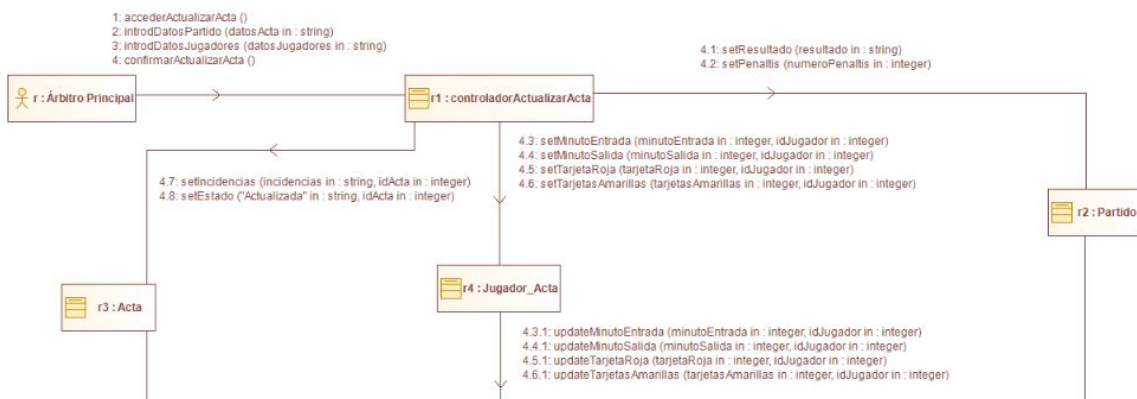 1: accederActualizarActa ()
2: introdDatosPartido (datosActa in : string)
3: introdDatosJugadores (datosJugadores in : string)
4: confirmarActualizarActa ()
4.1: setResultado (resultado in : string)
4.2: setPenaltis (numeroPenaltis in : integer)
r : Árbitro Principal
r1 : controladorActualizarActa
4.3: setMinutoEntrada (minutoEntrada in : integer, idJugador in : integer)
4.4: setMinutoSalida (minutoSalida in : integer, idJugador in : integer)
4.5: setTarjetaRoja (tarjetaRoja in : integer, idJugador in : integer)
4.6: setTarjetasAmarillas (tarjetasAmarillas in : integer, idJugador in : integer)
4.7: setIncidencias (incidencias in : string, idActa in : integer)
4.8: setEstado ("Actualizada" in : string, idActa in : integer)
r2 : Partido
r3 : Acta
r4 : Jugador_Acta
4.3.1: updateMinutoEntrada (minutoEntrada in : integer, idJugador in : integer)
4.4.1: updateMinutoSalida (minutoSalida in : integer, idJugador in : integer)
4.5.1: updateTarjetaRoja (tarjetaRoja in : integer, idJugador in : integer)
4.6.1: updateTarjetasAmarillas (tarjetasAmarillas in : integer, idJugador in : integer)